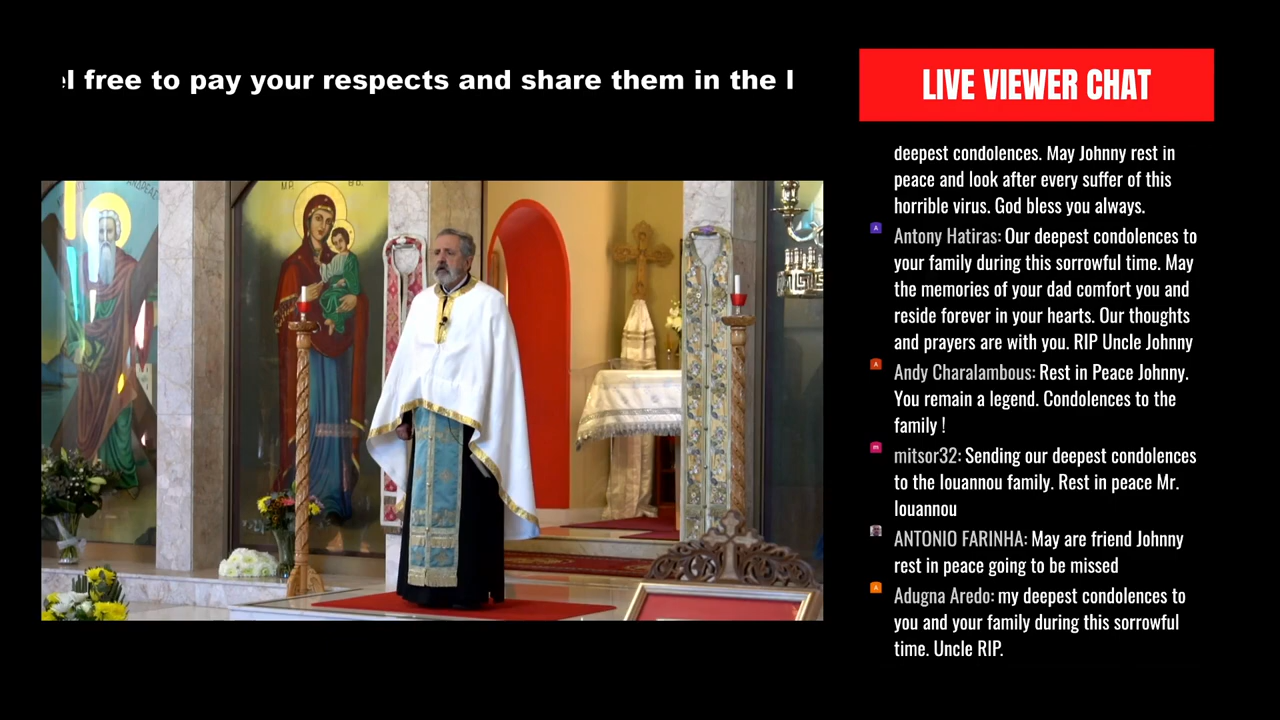 l free to pay your respects and share them in the l
LIVE VIEWER CHAT
deepest condolences. May Johnny rest in
peace and look after every suffer of this
horrible virus. God bless you always.
Antony Hatiras: Our deepest condolences to
your family during this sorrowful time. May
the memories of your dad comfort you and
reside forever in your hearts. Our thoughts
and prayers are with you. RIP Uncle Johnny
Andy Charalambous: Rest in Peace Johnny.
You remain a legend. Condolences to the
family !
mitsor32: Sending our deepest condolences
to the Iouannou family. Rest in peace Mr.
Iouannou
ANTONIO FARINHA: May are friend Johnny
rest in peace going to be missed
Adugna Aredo: my deepest condolences to
you and your family during this sorrowful
time. Uncle RIP.
ΜΡ. ΘΥ.